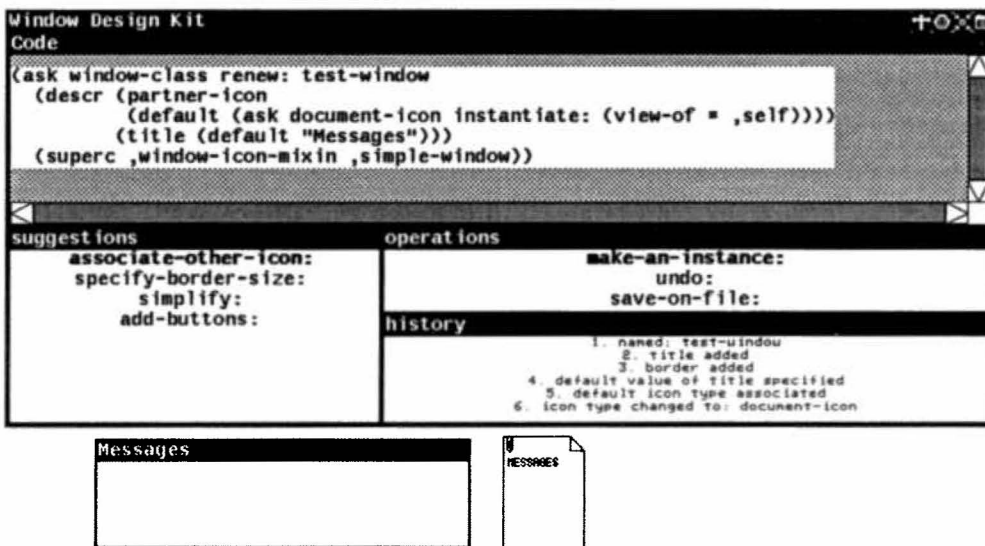 Window Design Kit
Code
(ask window-class renew: test-window
(descr (partner-icon
(default (ask document-icon instantiate: (view-of = ,self))))
(title (default "Messages")))
(superc ,window-icon-mixin ,simple-window))
suggestions
associate-other-icon:
specify-border-size:
simplify:
add-buttons:
operations
make-an-instance:
undo:
save-on-file:
history
1. named: test-window
2. title added
3. border added
4. default value of title specified
5. default icon type associated
6. icon type changed to: document-icon
Messages
MESSAGES